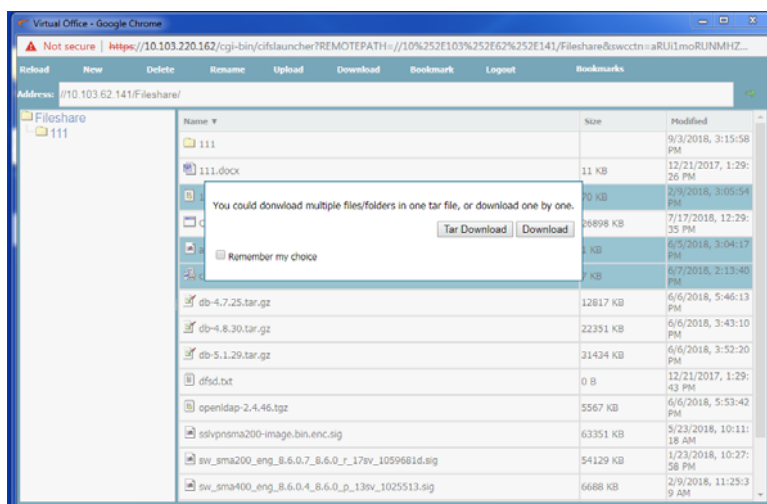 Virtual Office - Google Chrome
Not secure | https://10.103.220.162/cgi-bin/cifslauncher?REMOTEPATH=//10%252E103%252E62%252E141/Fileshare&swcctn=aRUi1moRUNMHZ...
Reload New Delete Rename Upload Download Bookmark Logout Bookmarks
Address: //10.103.62.141/Fileshare/
Fileshare
111
Name Size Modified
111 9/3/2018, 3:15:58 PM
111.docx 11 KB 12/21/2017, 1:29:26 PM
70 KB 2/9/2018, 3:05:54 PM
26898 KB 7/17/2018, 12:29:35 PM
1 KB 6/5/2018, 3:04:17 PM
7 KB 6/7/2018, 2:13:40 PM
You could donwload multiple files/folders in one tar file, or download one by one.
Tar Download Download
Remember my choice
db-4.7.25.tar.gz 12817 KB 6/6/2018, 5:46:13 PM
db-4.8.30.tar.gz 22351 KB 6/6/2018, 3:43:10 PM
db-5.1.29.tar.gz 31434 KB 6/6/2018, 3:52:20 PM
dfsd.txt 0 B 12/21/2017, 1:29:43 PM
openldap-2.4.46.tgz 5567 KB 6/6/2018, 5:53:42 PM
sslvpnsma200-image.bin.enc.sig 63351 KB 5/23/2018, 10:11:18 AM
sw_sma200_eng_8.6.0.7_8.6.0_r_17sv_1059681d.sig 54129 KB 1/23/2018, 10:27:58 PM
sw_sma400_eng_8.6.0.4_8.6.0_p_13sv_1025513.sig 6688 KB 2/9/2018, 11:25:39 AM